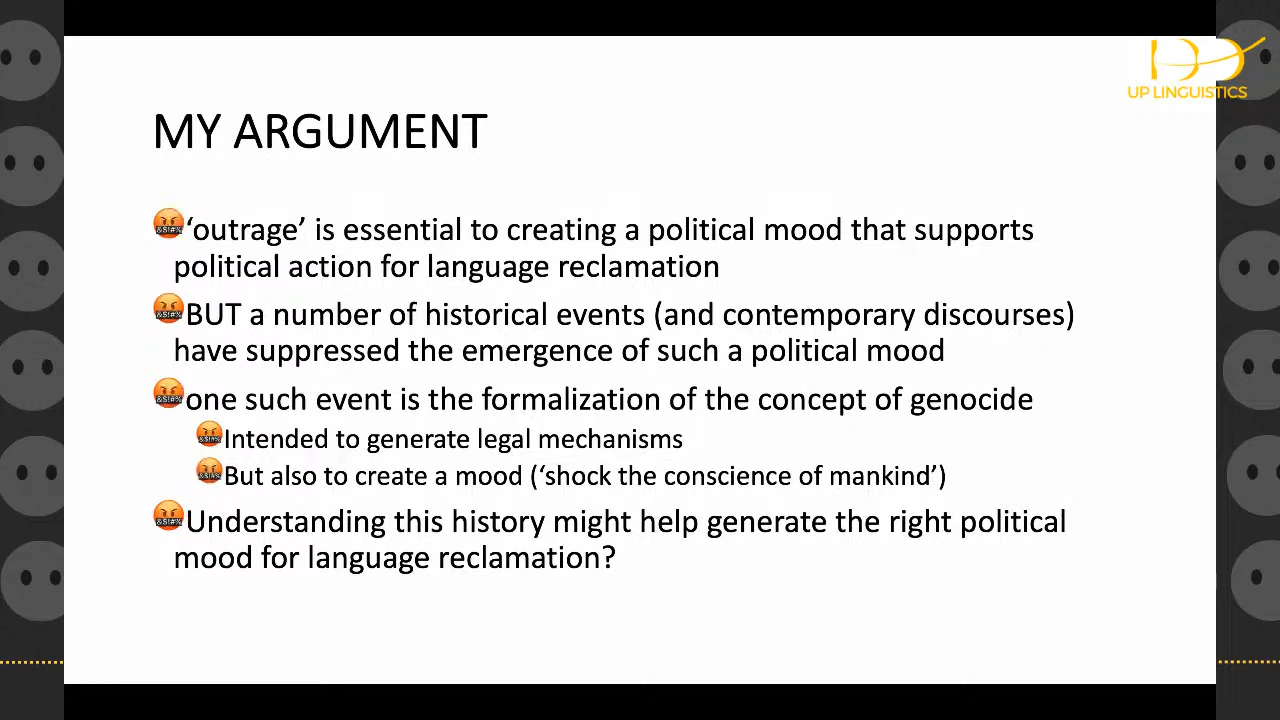 UP LINGUISTICS
MY ARGUMENT
‘outrage’ is essential to creating a political mood that supports
political action for language reclamation
BUT a number of historical events (and contemporary discourses)
have suppressed the emergence of such a political mood
one such event is the formalization of the concept of genocide
Intended to generate legal mechanisms
But also to create a mood (‘shock the conscience of mankind’)
Understanding this history might help generate the right political
mood for language reclamation?